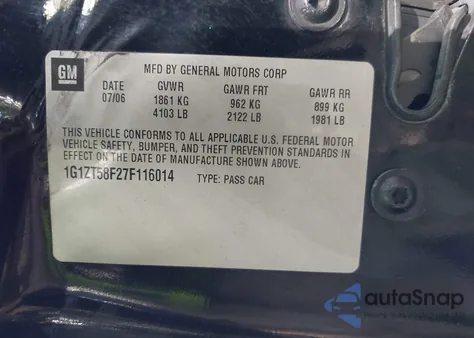 GM
MFD BY GENERAL MOTORS CORP
DATE GVWR GAWR FRT GAWR RR
07/06 1861 KG 962 KG 899 KG
4103 LB 2122 LB 1981 LB
THIS VEHICLE CONFORMS TO ALL APPLICABLE U.S. FEDERAL MOTOR
VEHICLE SAFETY, BUMPER, AND THEFT PREVENTION STANDARDS IN
EFFECT ON THE DATE OF MANUFACTURE SHOWN ABOVE.
1G1ZT58F27F116014 TYPE: PASS CAR
autoSnap